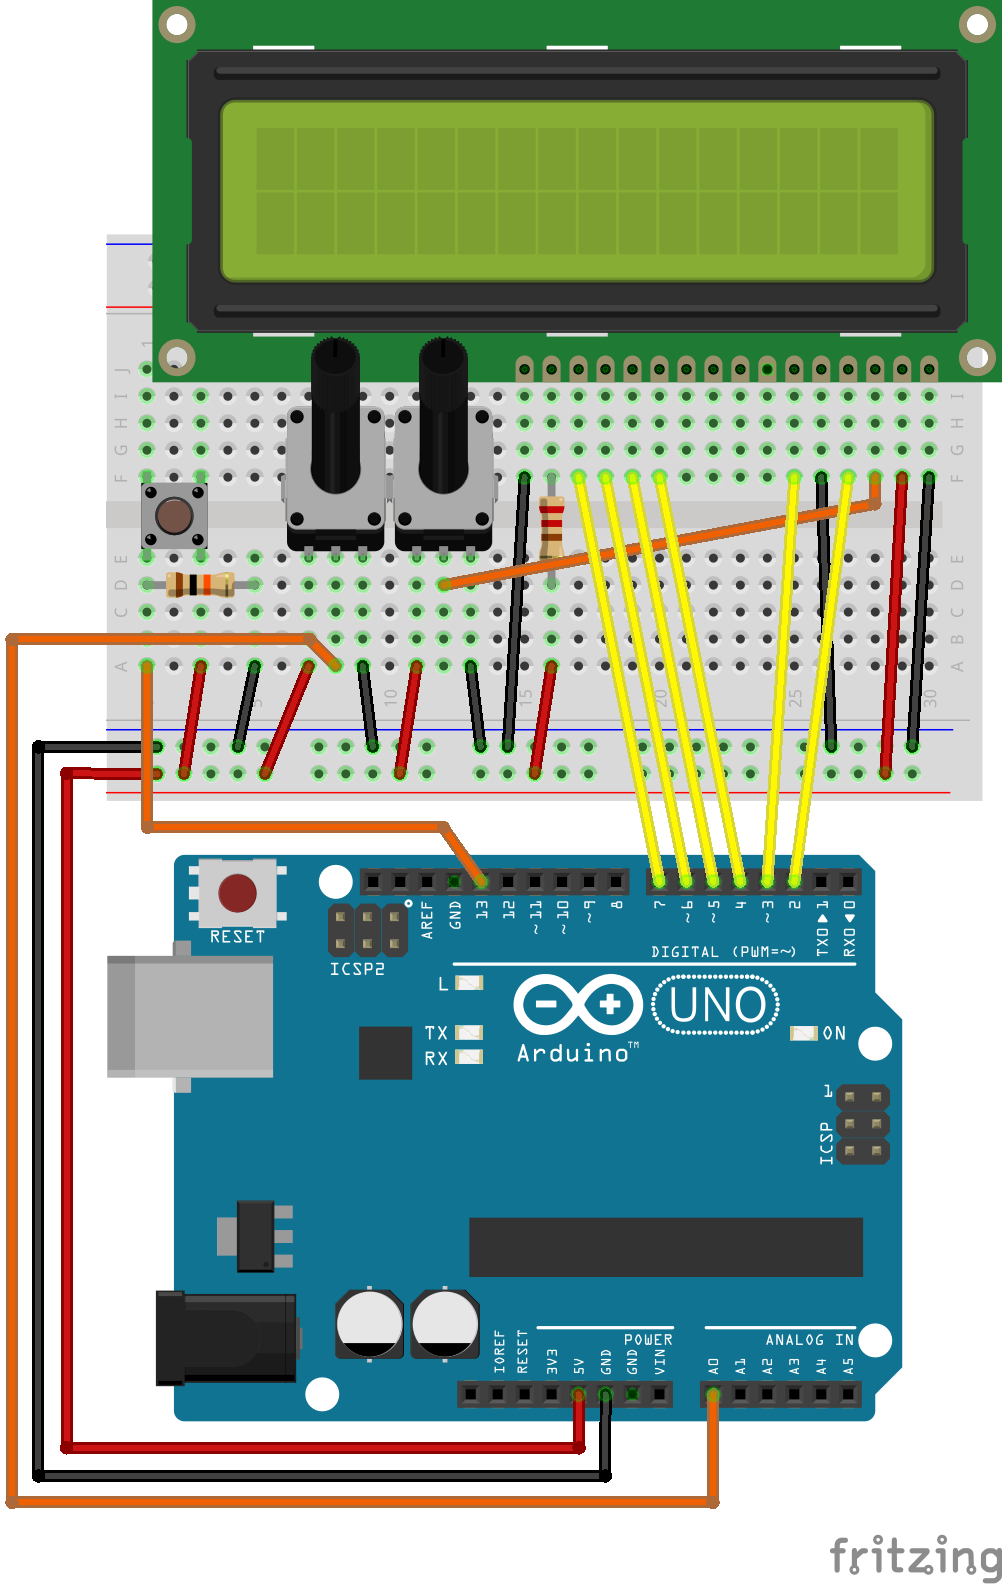 1
J
I I
H H
G G
F F
E E
D D
C C
B B
A A
5 10 15 20 25 30
RESET
AREF
GND
13
12
~11
~10
~9
8
7
~6
~5
4
~3
2
TX0▶1
RX0◀0
ICSP2
DIGITAL (PWM=~)
L
TX
RX
UNO
ON
Arduino™
1
ICSP
POWER
ANALOG IN
IOREF
RESET
3V3
5V
GND
GND
VIN
A0
A1
A2
A3
A4
A5
fritzing